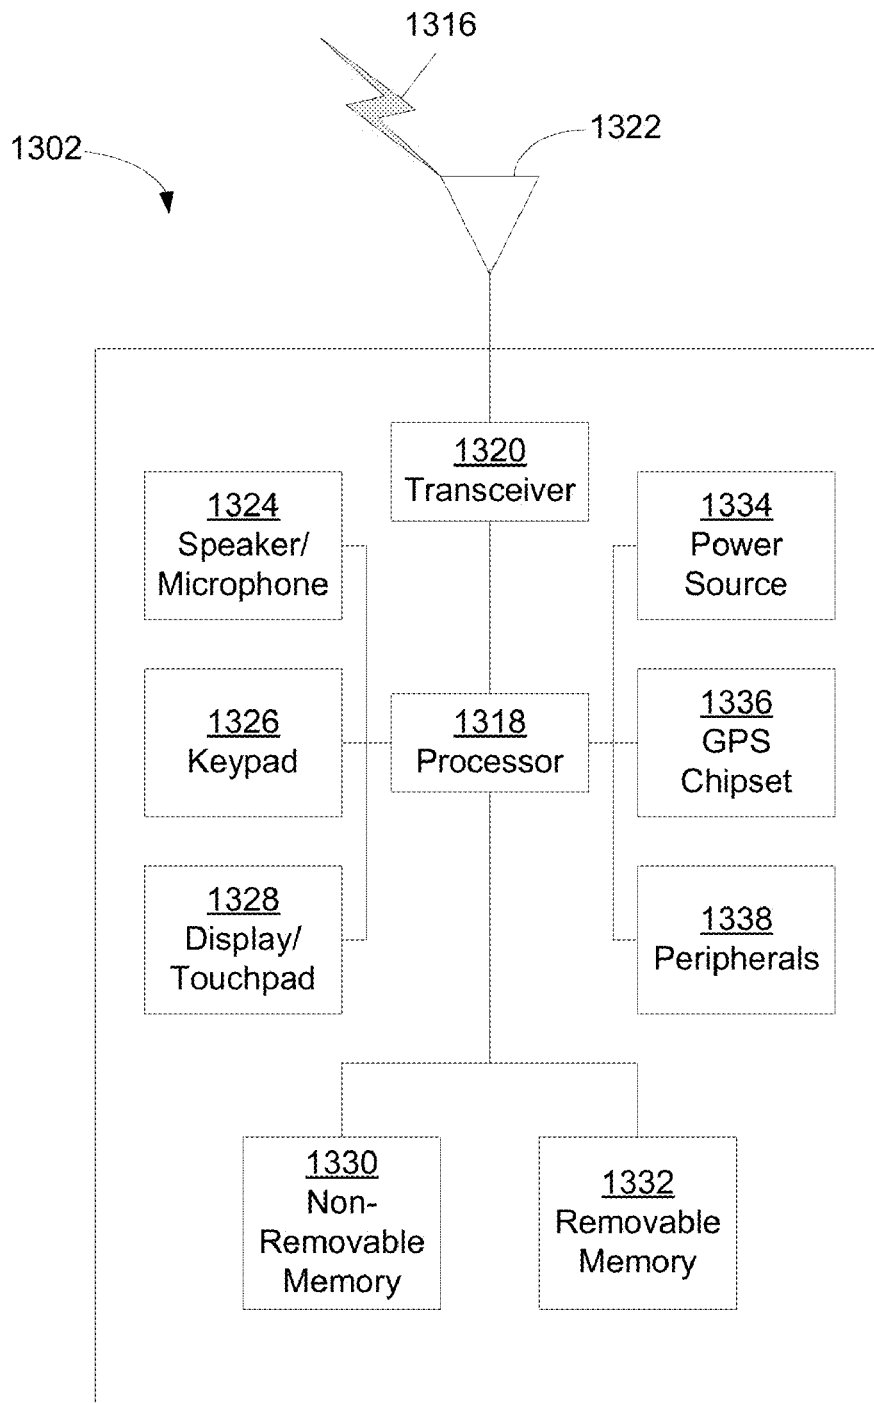 1316
1322
1302
1320
Transceiver
1324
Speaker/
Microphone
1334
Power
Source
1326
Keypad
1318
Processor
1336
GPS
Chipset
1328
Display/
Touchpad
1338
Peripherals
1330
Non-
Removable
Memory
1332
Removable
Memory